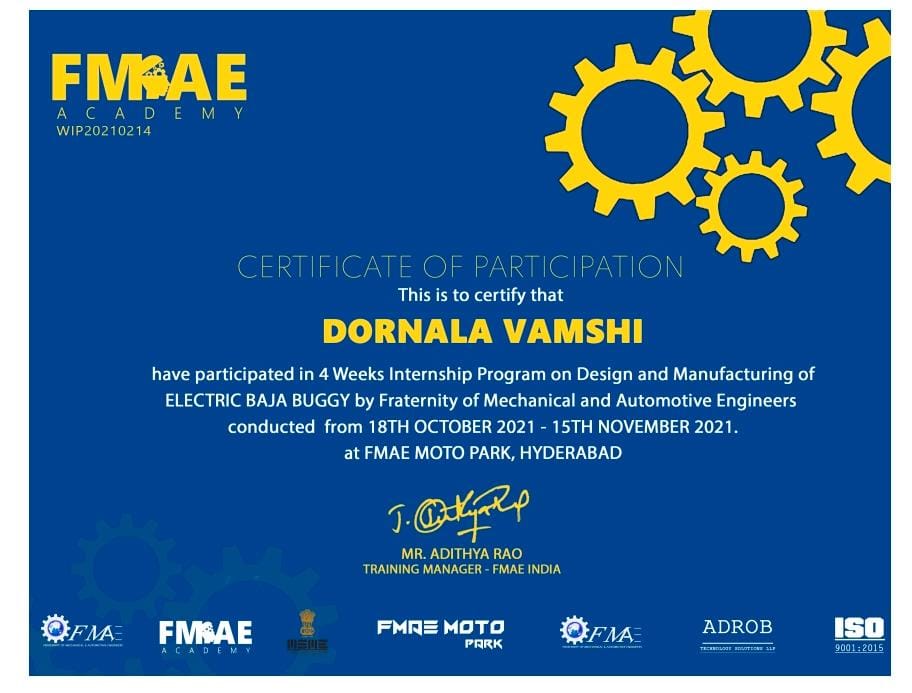 FMAE
ACADEMY
WIP20210214
CERTIFICATE OF PARTICIPATION
This is to certify that
DORNALA VAMSHI
have participated in 4 Weeks Internship Program on Design and Manufacturing of
ELECTRIC BAJA BUGGY by Fraternity of Mechanical and Automotive Engineers
conducted from 18TH OCTOBER 2021 - 15TH NOVEMBER 2021.
at FMAE MOTO PARK, HYDERABAD
MR. ADITHYA RAO
TRAINING MANAGER - FMAE INDIA
FMAE
FMAE
ACADEMY
MSME
FMAE MOTO
PARK
FMAE
ADROB
TECHNOLOGY SOLUTIONS LLP
ISO
9001:2015